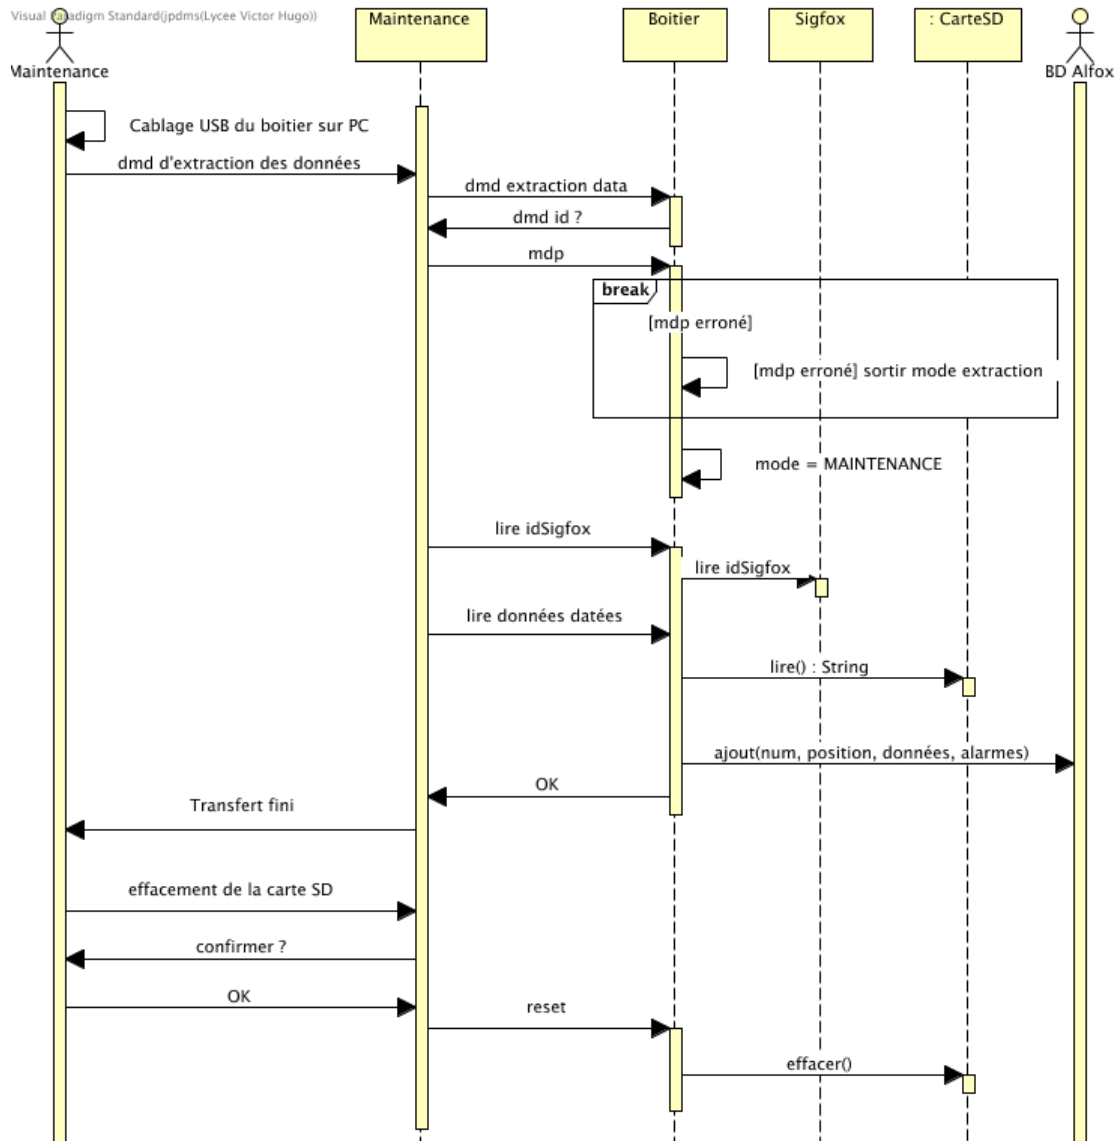 Visual Paradigm Standard(jpdms(Lycee Victor Hugo))
Maintenance
Maintenance
Boitier
Sigfox
: CarteSD
BD Alfox
Cablage USB du boitier sur PC
dmd d'extraction des données
dmd extraction data
dmd id ?
mdp
break
[mdp erroné]
[mdp erroné] sortir mode extraction
mode = MAINTENANCE
lire idSigfox
lire idSigfox
lire données datées
lire() : String
ajout(num, position, données, alarmes)
OK
Transfert fini
effacement de la carte SD
confirmer ?
OK
reset
effacer()